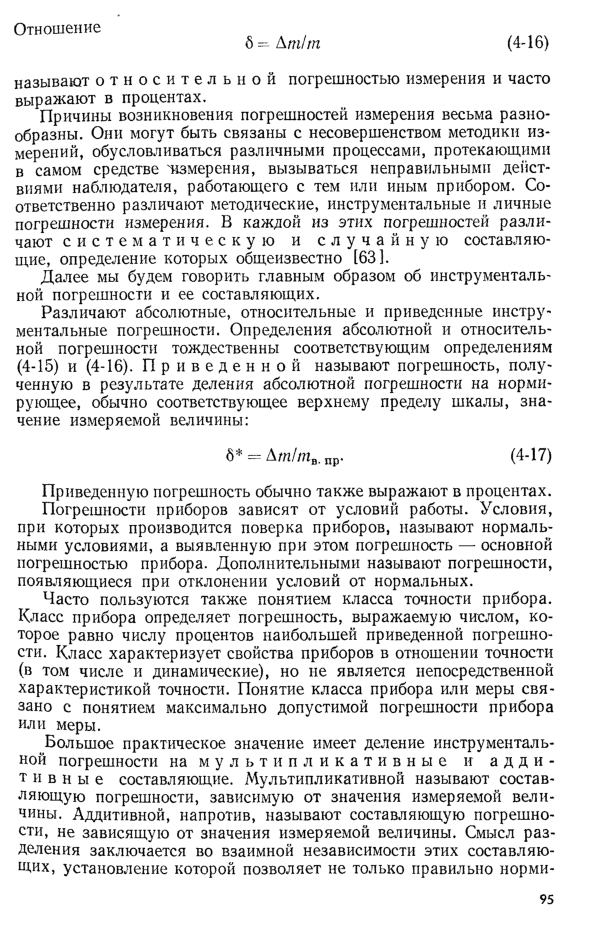 Отношение
δ = Δm/m (4-16)
называют о т н о с и т е л ь н о й погрешностью измерения и часто
выражают в процентах.
Причины возникновения погрешностей измерения весьма разно-
образны. Они могут быть связаны с несовершенством методики из-
мерений, обусловливаться различными процессами, протекающими
в самом средстве измерения, вызываться неправильными дейст-
виями наблюдателя, работающего с тем или иным прибором. Со-
ответственно различают методические, инструментальные и личные
погрешности измерения. В каждой из этих погрешностей разли-
чают с и с т е м а т и ч е с к у ю и с л у ч а й н у ю составляю-
щие, определение которых общеизвестно [63].
Далее мы будем говорить главным образом об инструменталь-
ной погрешности и ее составляющих.
Различают абсолютные, относительные и приведенные инстру-
ментальные погрешности. Определения абсолютной и относитель-
ной погрешности тождественны соответствующим определениям
(4-15) и (4-16). П р и в е д е н н о й называют погрешность, полу-
ченную в результате деления абсолютной погрешности на норми-
рующее, обычно соответствующее верхнему пределу шкалы, зна-
чение измеряемой величины:
δ* = Δm/mв. пр. (4-17)
Приведенную погрешность обычно также выражают в процентах.
Погрешности приборов зависят от условий работы. Условия,
при которых производится поверка приборов, называют нормаль-
ными условиями, а выявленную при этом погрешность — основной
погрешностью прибора. Дополнительными называют погрешности,
появляющиеся при отклонении условий от нормальных.
Часто пользуются также понятием класса точности прибора.
Класс прибора определяет погрешность, выражаемую числом, ко-
торое равно числу процентов наибольшей приведенной погрешно-
сти. Класс характеризует свойства приборов в отношении точности
(в том числе и динамические), но не является непосредственной
характеристикой точности. Понятие класса прибора или меры свя-
зано с понятием максимально допустимой погрешности прибора
или меры.
Большое практическое значение имеет деление инструменталь-
ной погрешности на м у л ь т и п л и к а т и в н ы е и а д д и -
т и в н ы е составляющие. Мультипликативной называют состав-
ляющую погрешности, зависимую от значения измеряемой вели-
чины. Аддитивной, напротив, называют составляющую погрешно-
сти, не зависящую от значения измеряемой величины. Смысл раз-
деления заключается во взаимной независимости этих составляю-
щих, установление которой позволяет не только правильно норми-
95